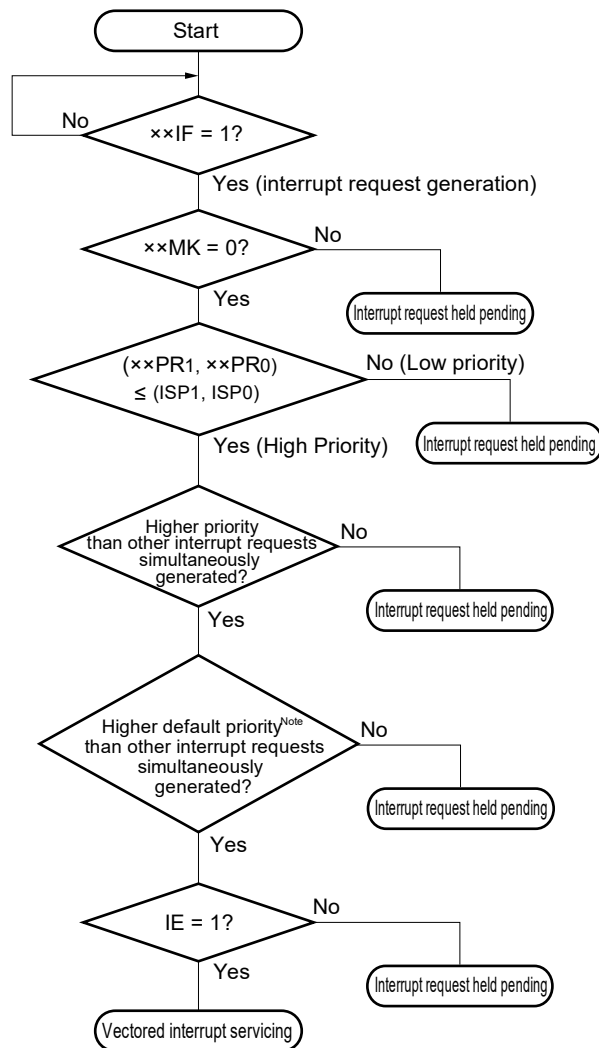 Start
No
××IF = 1?
Yes (interrupt request generation)
××MK = 0?
No
Yes
Interrupt request held pending
(××PR1, ××PR0)
≤ (ISP1, ISP0)
No (Low priority)
Yes (High Priority)
Interrupt request held pending
Higher priority
than other interrupt requests
simultaneously
generated?
No
Interrupt request held pending
Yes
Higher default priorityNote
than other interrupt requests
simultaneously
generated?
No
Interrupt request held pending
Yes
IE = 1?
No
Yes
Interrupt request held pending
Vectored interrupt servicing